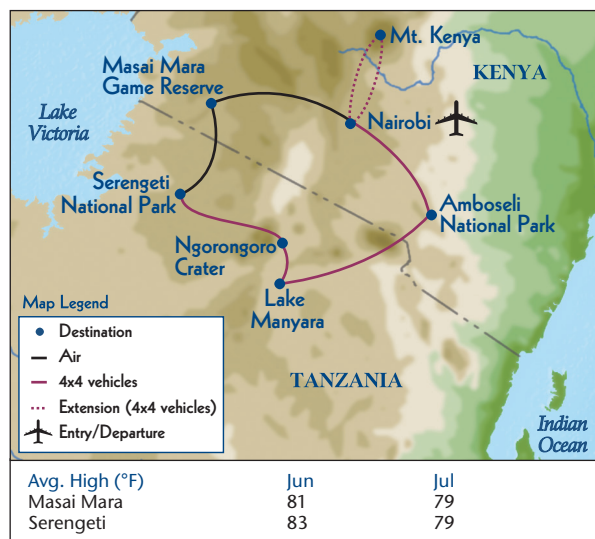 Mt. Kenya
KENYA
Masai Mara
Game Reserve
Lake
Victoria
Nairobi
Serengeti
National Park
Amboseli
National Park
Ngorongoro
Crater
Lake
Manyara
Map Legend
Destination
Air
4x4 vehicles
Extension (4x4 vehicles)
Entry/Departure
TANZANIA
Indian
Ocean
Avg. High (°F) Jun Jul
Masai Mara 81 79
Serengeti 83 79